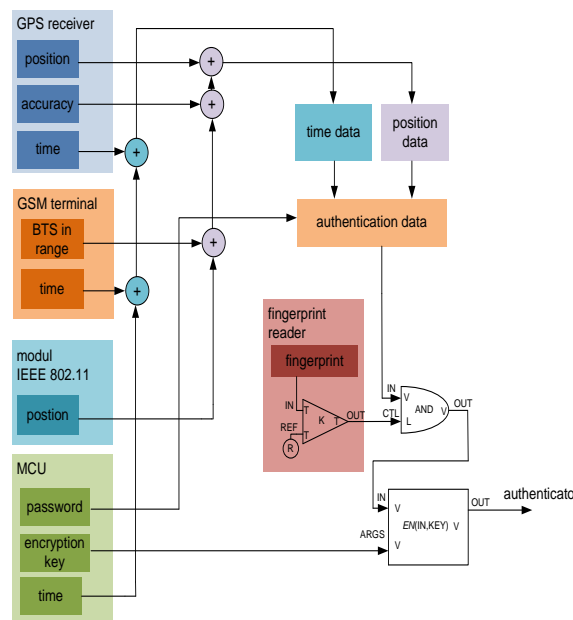 GPS receiver
position
accuracy
time
+
+
+
time data
position
data
GSM terminal
BTS in
range
time
+
+
authentication data
modul
IEEE 802.11
postion
fingerprint
reader
fingerprint
IN
T
K
T
OUT
REF
T
R
IN
V
AND
V
OUT
CTL
L
MCU
password
encryption
key
time
IN
V
EN(IN,KEY)
V
OUT
ARGS
V
authenticato